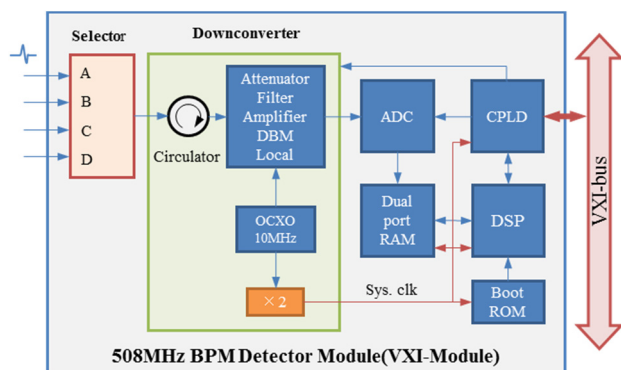 Downconverter
Selector
A
B
C
D
Circulator
Attenuator
Filter
Amplifier
DBM
Local
OCXO
10MHz
× 2
ADC
CPLD
Dual
port
RAM
DSP
Sys. clk
Boot
ROM
VXI-bus
508MHz BPM Detector Module(VXI-Module)